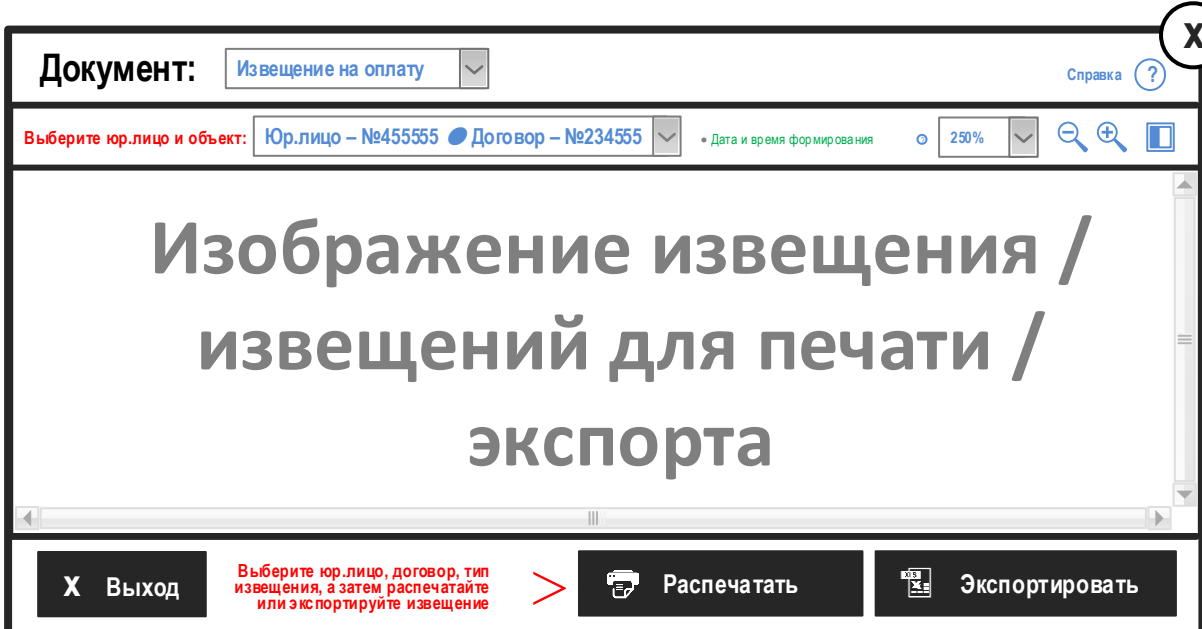 X
Документ:
Извещение на оплату
Справка
?
Выберите юр.лицо и объект:
Юр.лицо – №455555 Договор – №234555
• Дата и время формирования
250%
Изображение извещения /
извещений для печати /
экспорта
X Выход
Выберите юр.лицо, договор, тип
извещения, а затем распечатайте
или экспортируйте извещение
>
Распечатать
XLS
Экспортировать